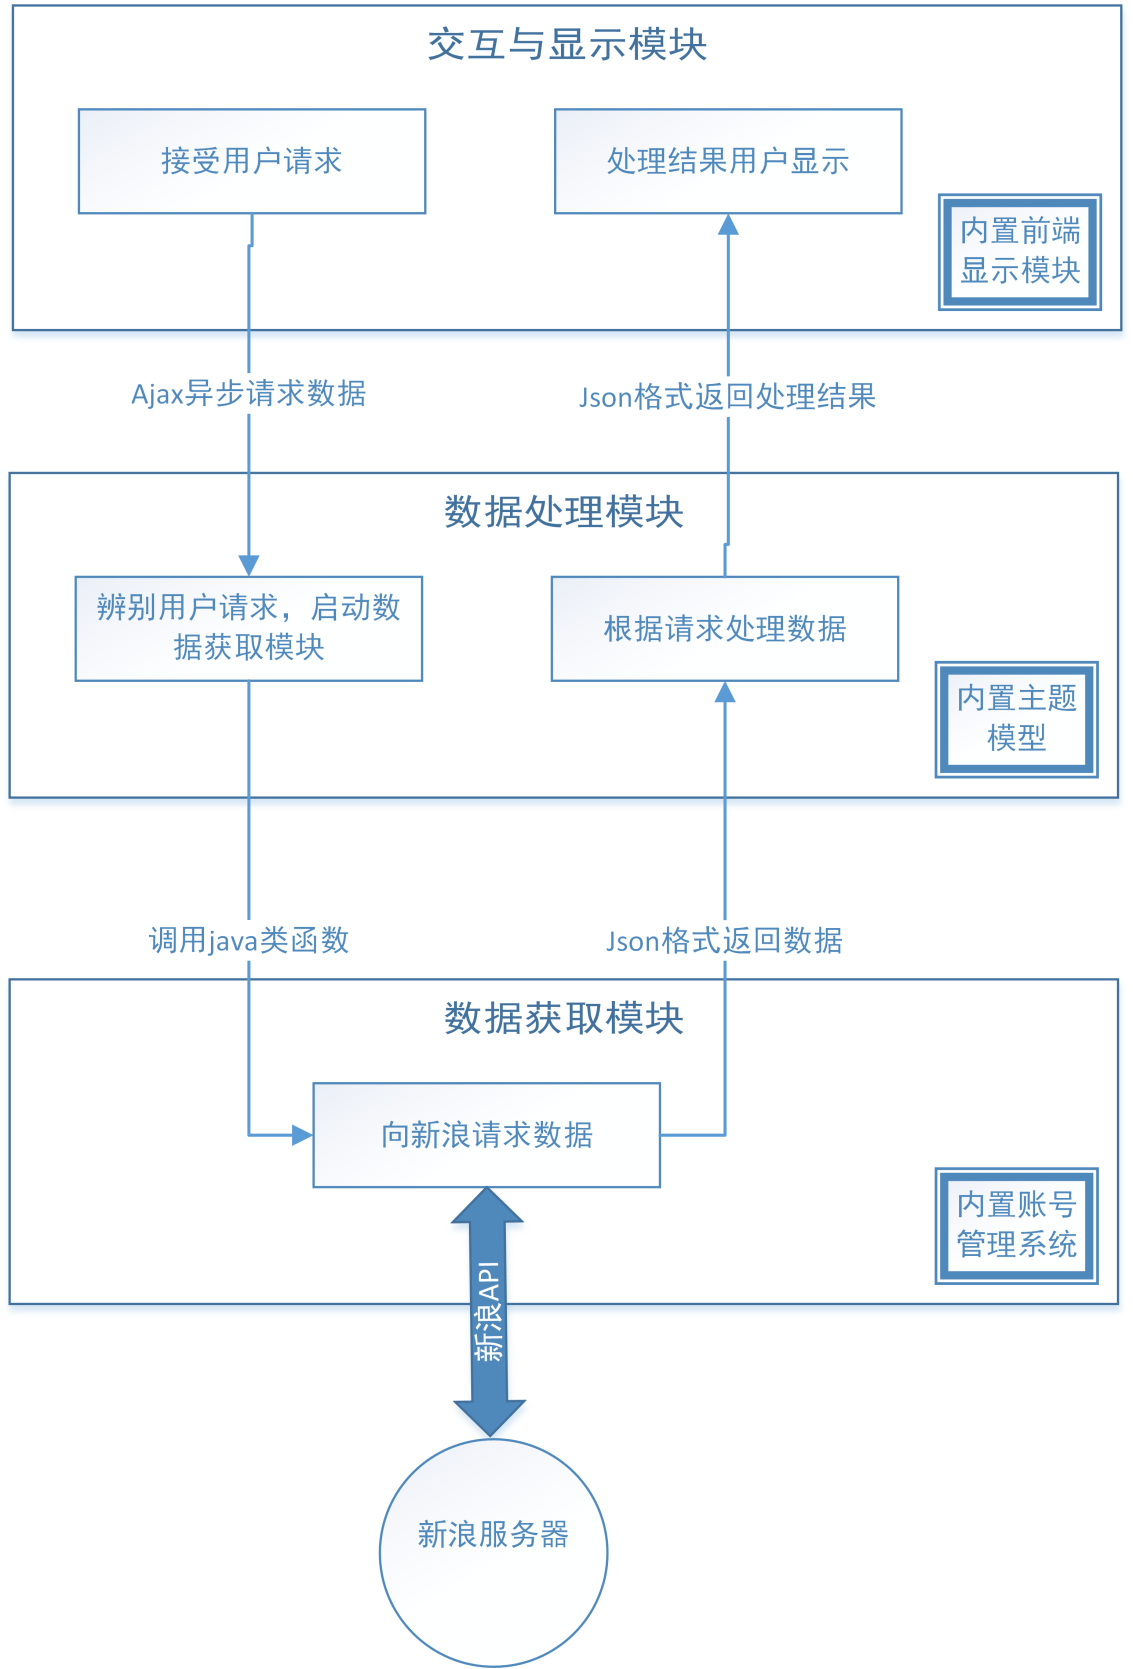 交互与显示模块
接受用户请求
处理结果用户显示
内置前端
显示模块
Ajax异步请求数据
Json格式返回处理结果
数据处理模块
辨别用户请求，启动数
据获取模块
根据请求处理数据
内置主题
模型
调用java类函数
Json格式返回数据
数据获取模块
向新浪请求数据
内置账号
管理系统
新浪API
新浪服务器